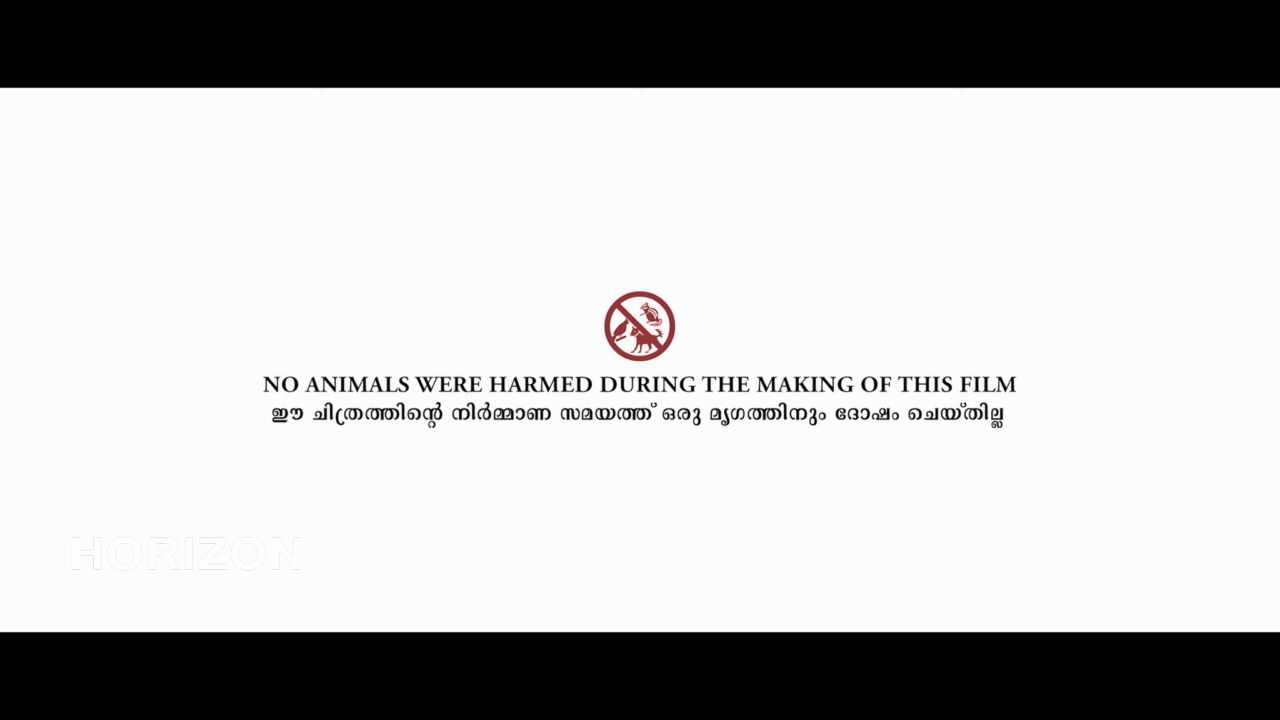 NO ANIMALS WERE HARMED DURING THE MAKING OF THIS FILM
ഈ ചിത്രത്തിന്റെ നിർമ്മാണ സമയത്ത് ഒരു മൃഗത്തിനും ദോഷം ചെയ്തില്ല
HORIZON